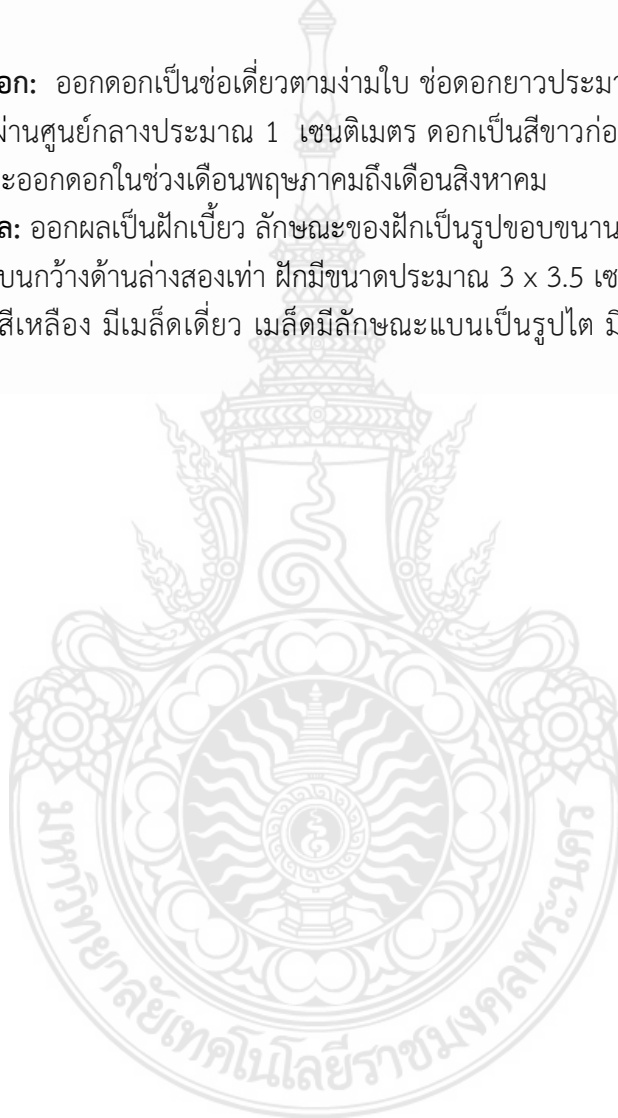 อก: ออกดอกเป็นช่อเดี่ยวตามง่ามใบ ช่อดอกยาวประมา
ผ่านศูนย์กลางประมาณ 1 เซนติเมตร ดอกเป็นสีขาวก่อ
ะออกดอกในช่วงเดือนพฤษภาคมถึงเดือนสิงหาคม
ล: ออกผลเป็นฝักเบี้ยว ลักษณะของฝักเป็นรูปขอบขนาน
บนกว้างด้านล่างสองเท่า ฝักมีขนาดประมาณ 3 x 3.5 เซ
สีเหลือง มีเมล็ดเดี่ยว เมล็ดมีลักษณะแบนเป็นรูปไต มิ
มหาวิทยาลัยเทคโนโลยีราชมงคลพระนคร